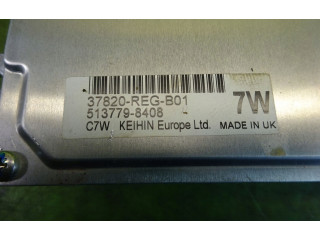 37820-REG-B01
7W
513779-8408
C7W KEIHIN Europe Ltd. MADE IN UK